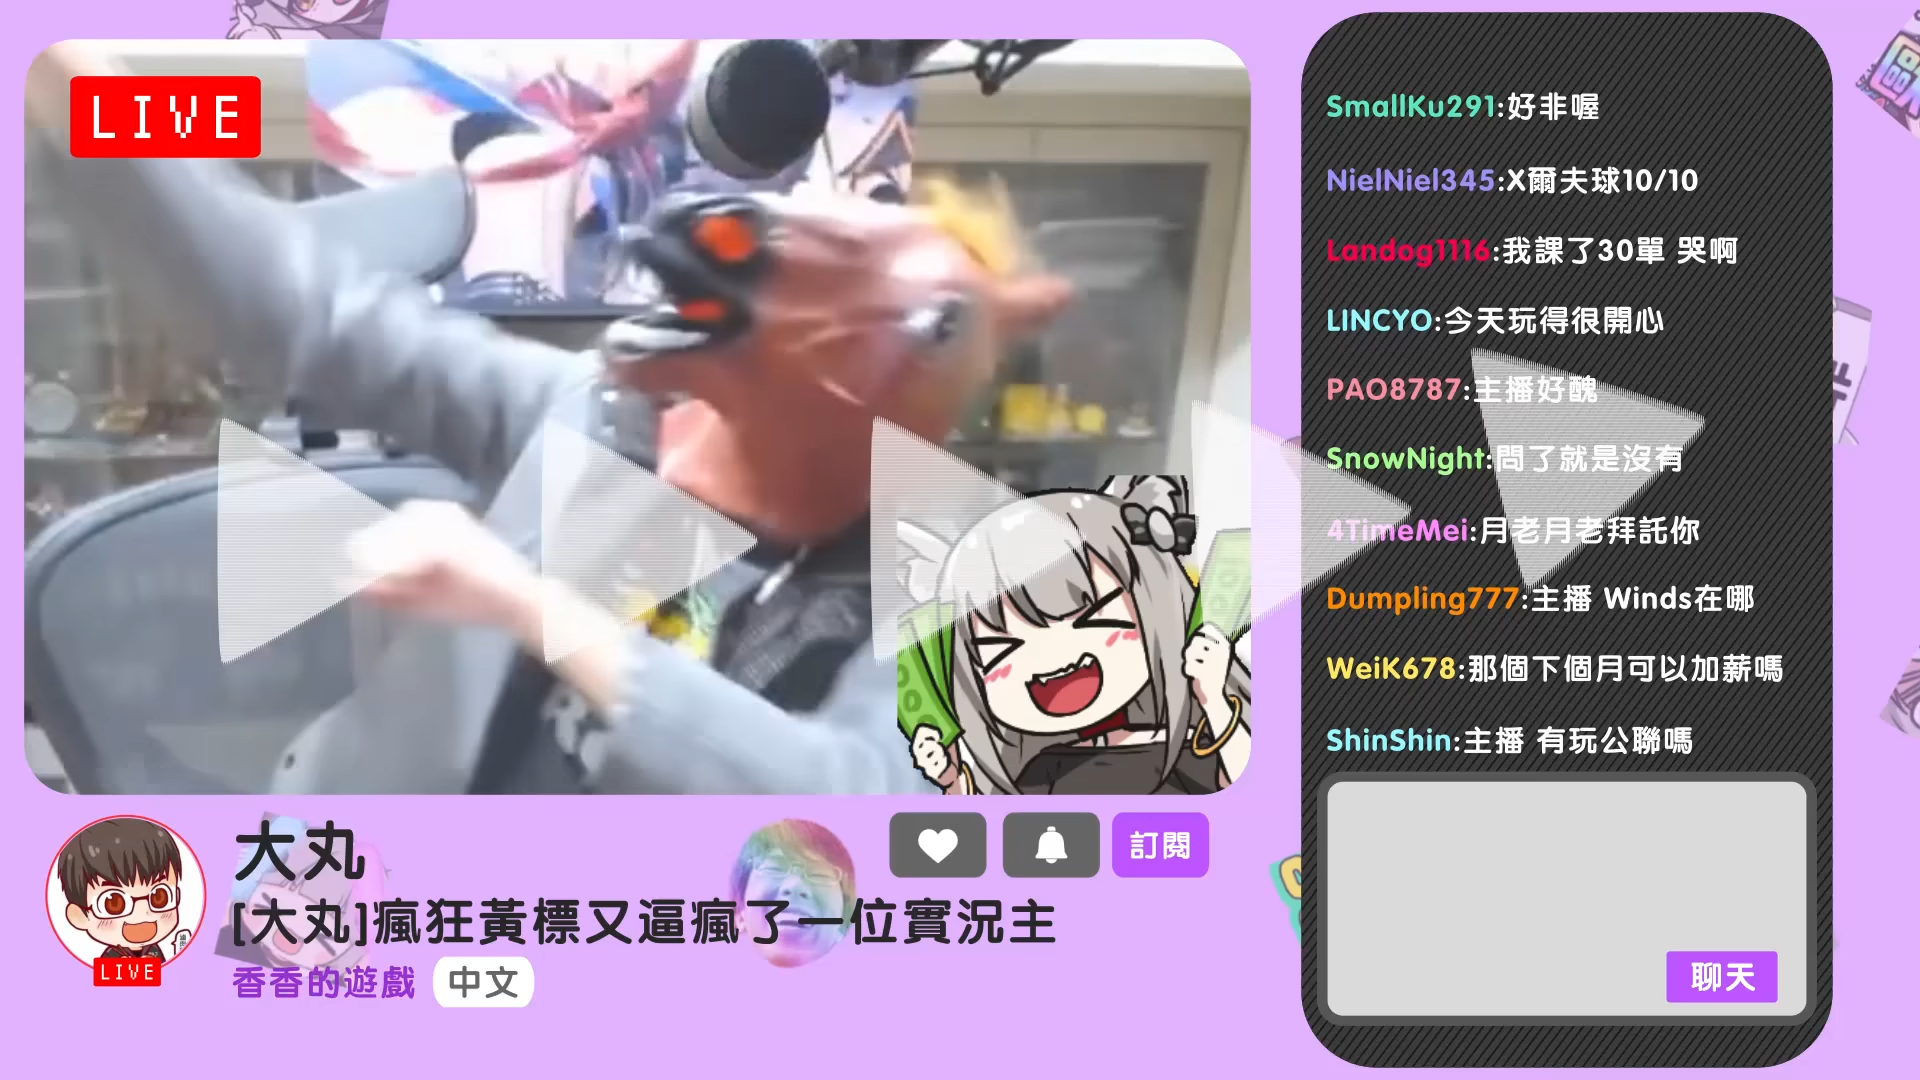 LIVE
SmallKu291:好非喔
NielNiel345:X爾夫球10/10
Landog1116:我課了30單 哭啊
LINCYO:今天玩得很開心
PAO8787:主播好醜
SnowNight:問了就是沒有
4TimeMei:月老月老拜託你
Dumpling777:主播 Winds在哪
WeiK678:那個下個月可以加薪嗎
ShinShin:主播 有玩公聯嗎
聊天
大丸
訂閱
[大丸]瘋狂黃標又逼瘋了一位實況主
LIVE
香香的遊戲
中文